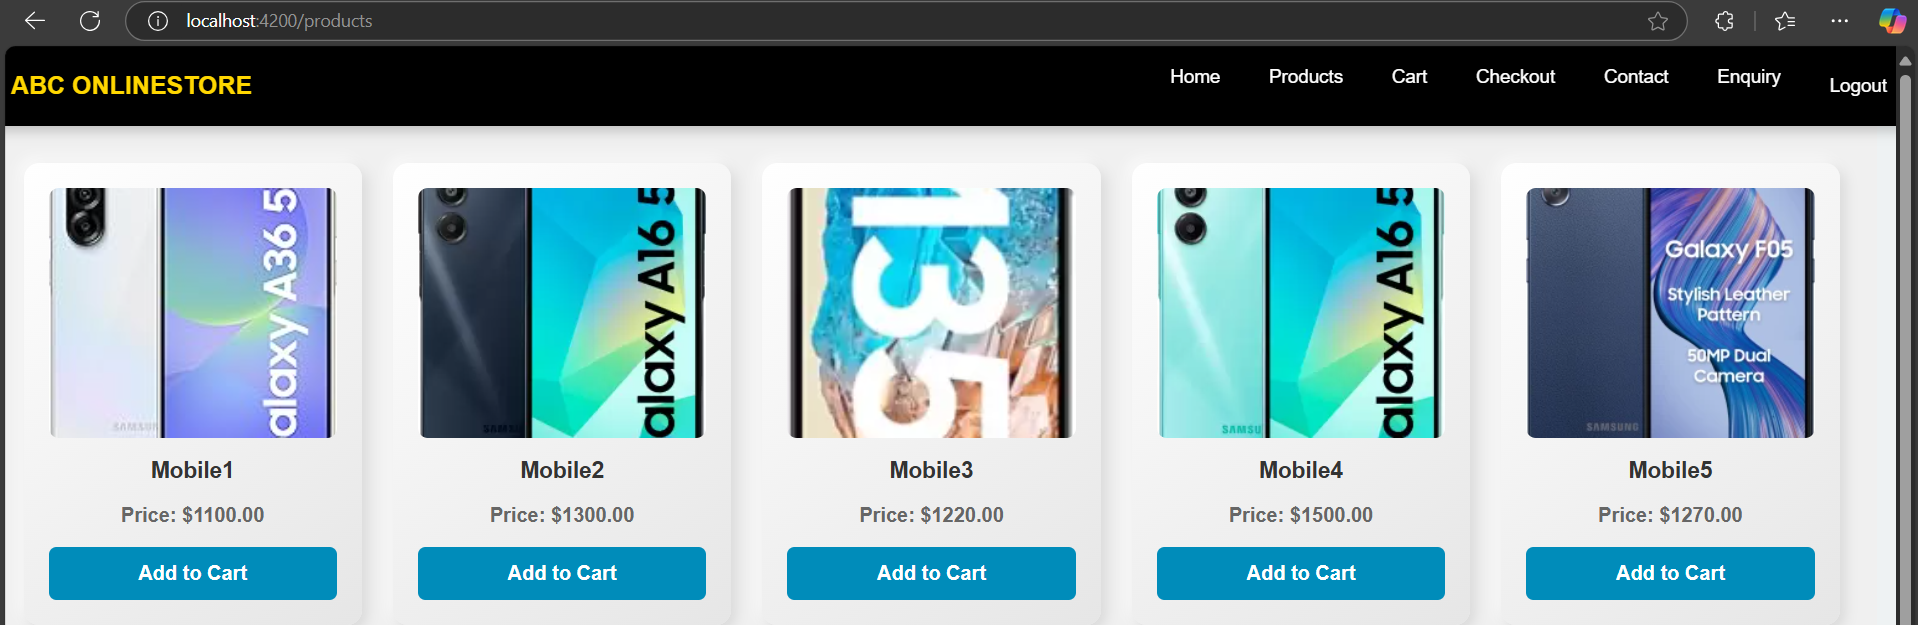 localhost:4200/products
ABC ONLINESTORE
Home Products Cart Checkout Contact Enquiry Logout
alaxy A36 5
SAMSUN
alaxy A16 5
SAMSU
135
alaxy A16 5
SAMSU
Galaxy F05
Stylish Leather
Pattern
50MP Dual
Camera
SAMSUNG
Mobile1 Mobile2 Mobile3 Mobile4 Mobile5
Price: $1100.00 Price: $1300.00 Price: $1220.00 Price: $1500.00 Price: $1270.00
Add to Cart Add to Cart Add to Cart Add to Cart Add to Cart